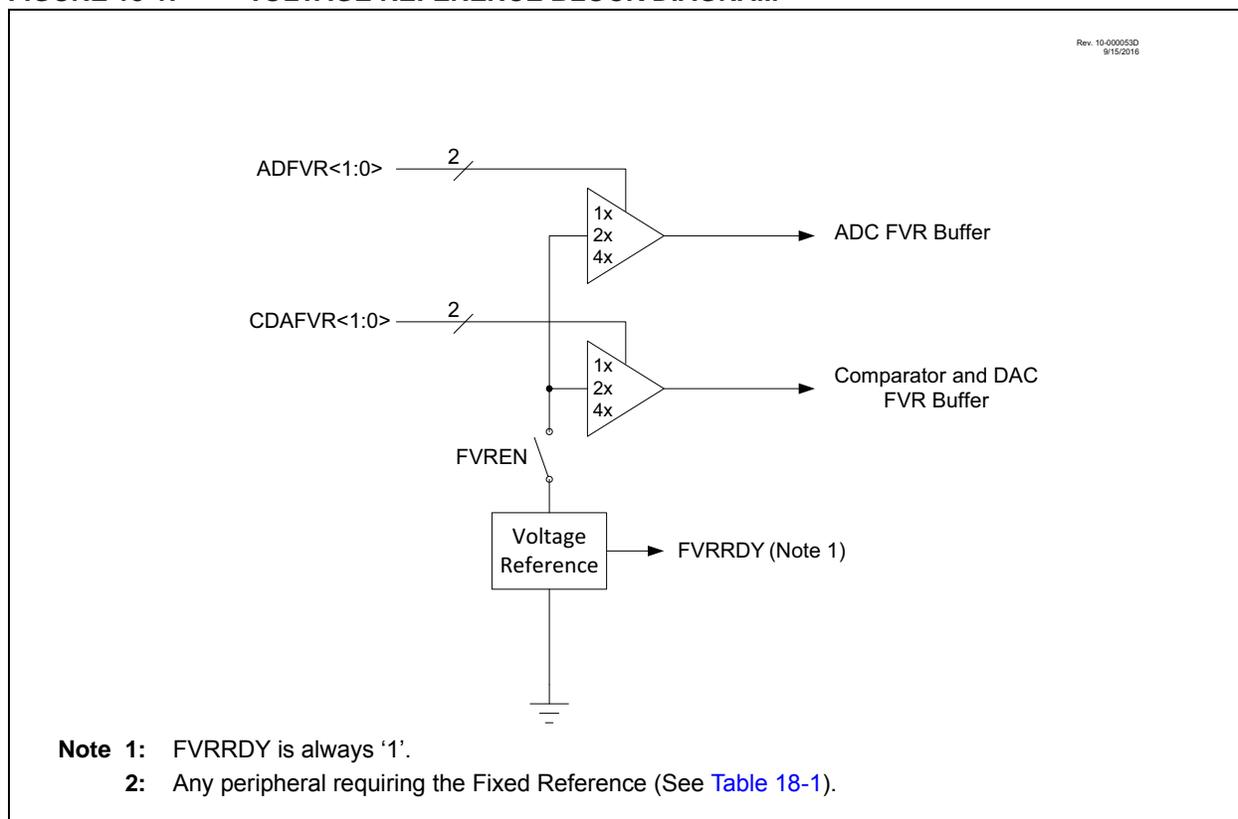 Rev. 10-000053D
9/15/2016
ADFVR<1:0>
2
1x
2x
4x
ADC FVR Buffer
CDAFVR<1:0>
2
1x
2x
4x
Comparator and DAC
FVR Buffer
FVREN
Voltage
Reference
FVRRDY (Note 1)
Note 1: FVRRDY is always ‘1’.
2: Any peripheral requiring the Fixed Reference (See Table 18-1).